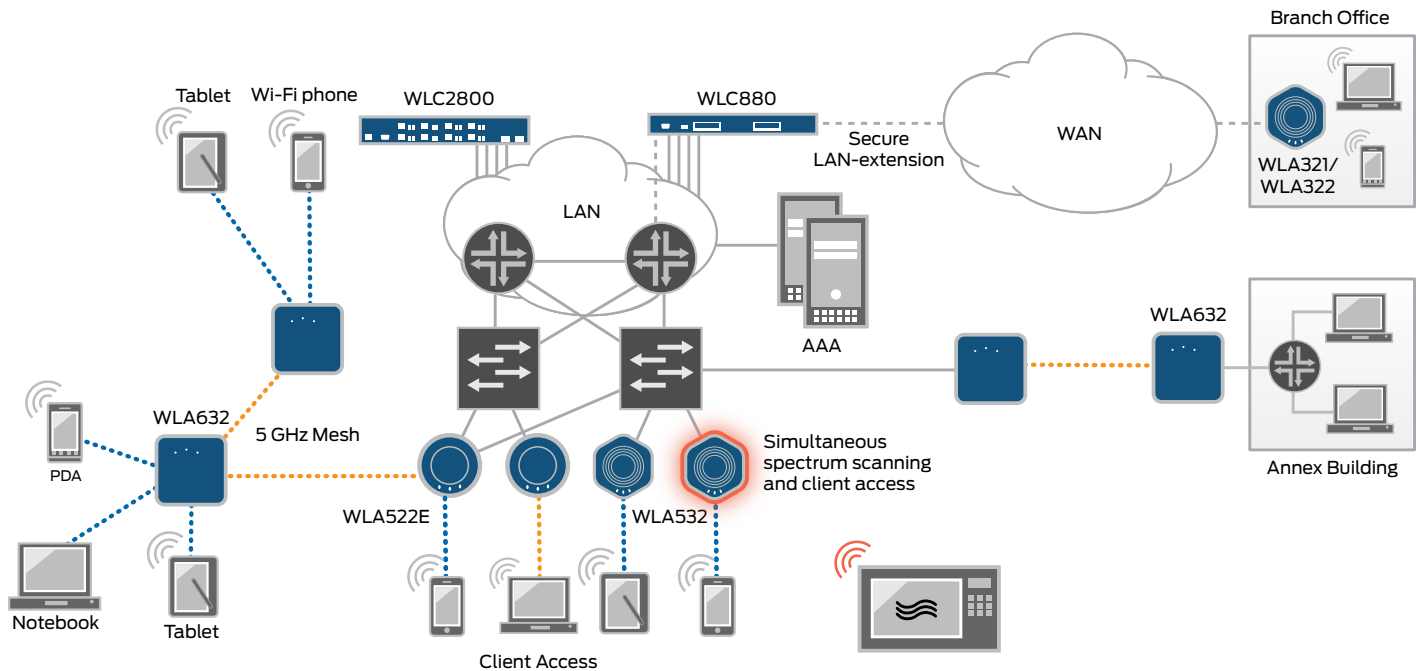 Branch Office
Tablet
Wi-Fi phone
WLC2800
WLC880
Secure
LAN-extension
WAN
WLA321/
WLA322
LAN
AAA
WLA632
WLA632
5 GHz Mesh
PDA
Simultaneous
spectrum scanning
and client access
Annex Building
WLA522E
WLA532
Notebook
Tablet
Client Access